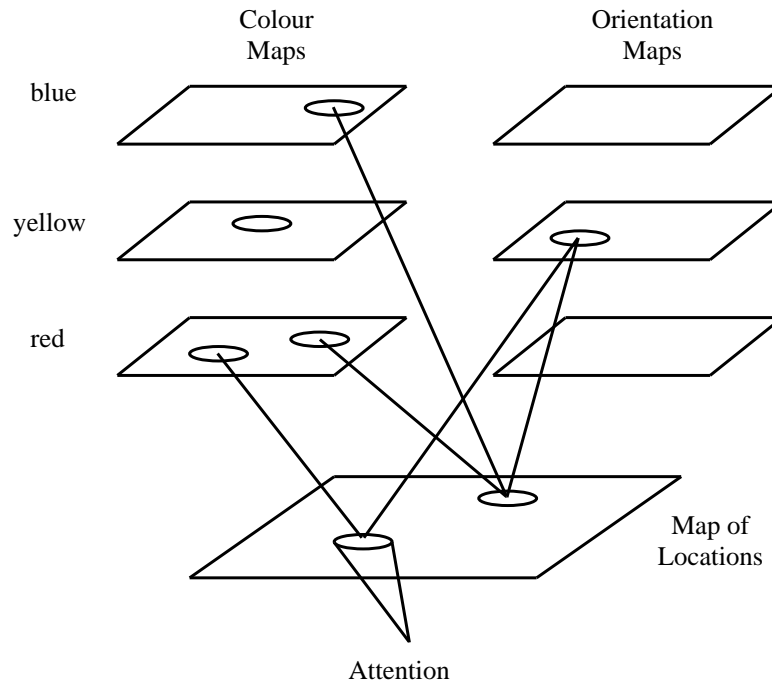 Colour
Maps
Orientation
Maps
blue
yellow
red
Map of
Locations
Attention